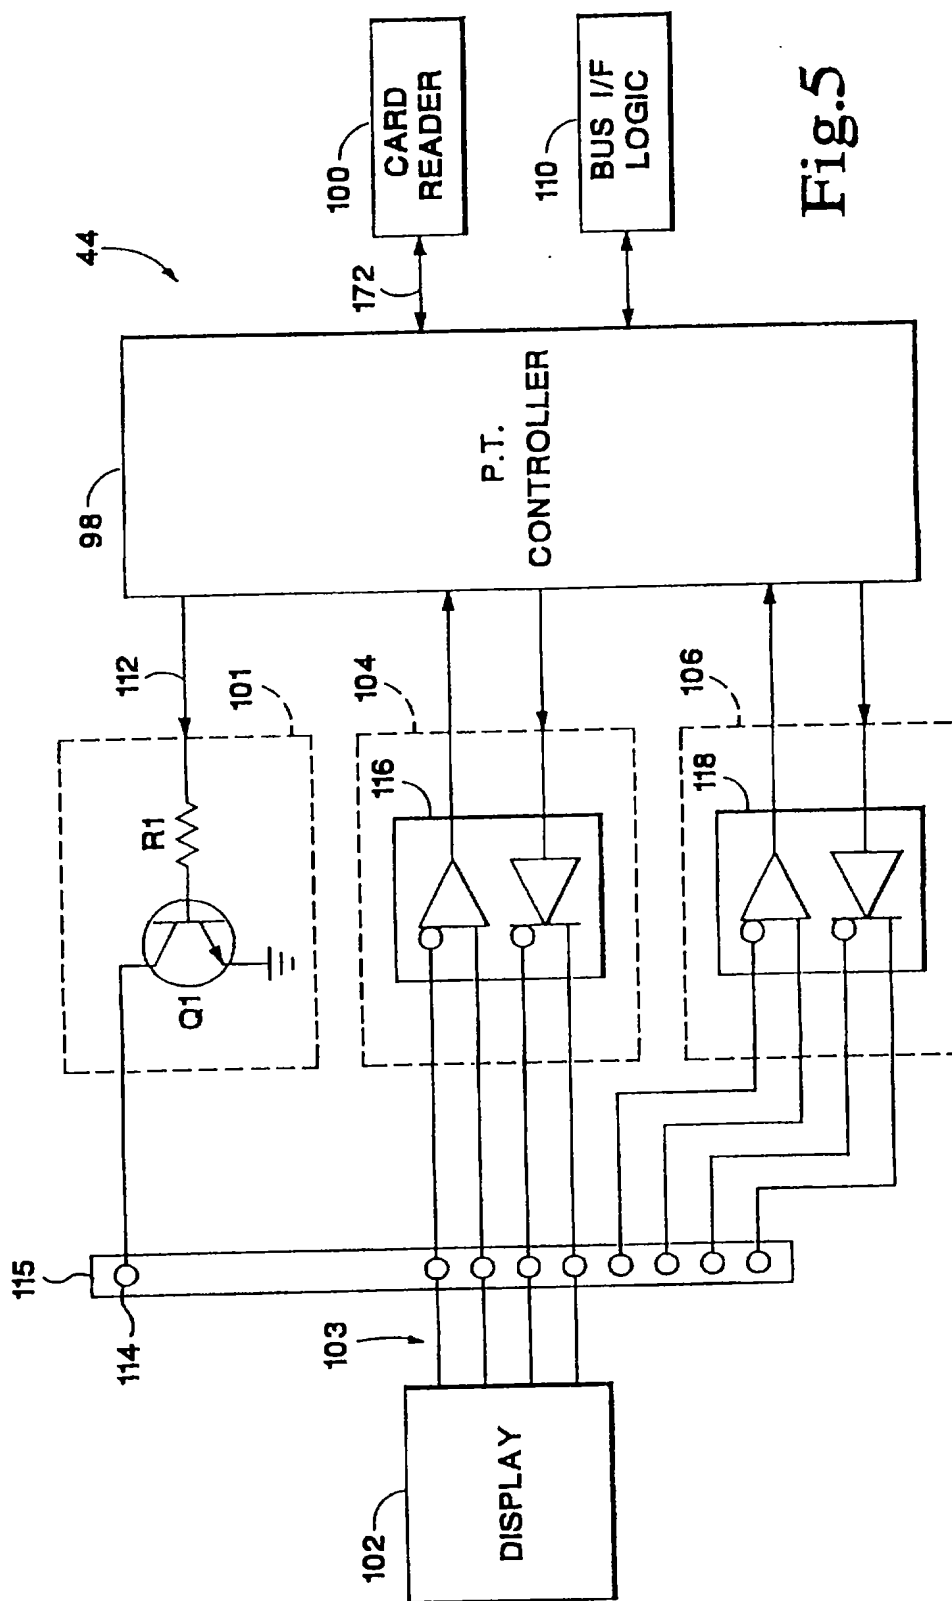 44
98
P.T.
CONTROLLER
100
CARD
READER
172
110
BUS I/F
LOGIC
112
101
R1
Q1
104
116
106
118
115
114
103
102
DISPLAY
Fig.5